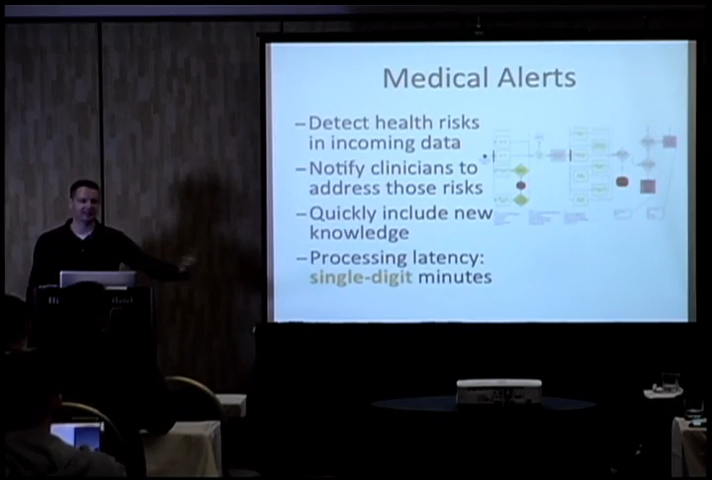 Medical Alerts
–Detect health risks
in incoming data
–Notify clinicians to
address those risks
–Quickly include new
knowledge
–Processing latency:
single-digit minutes